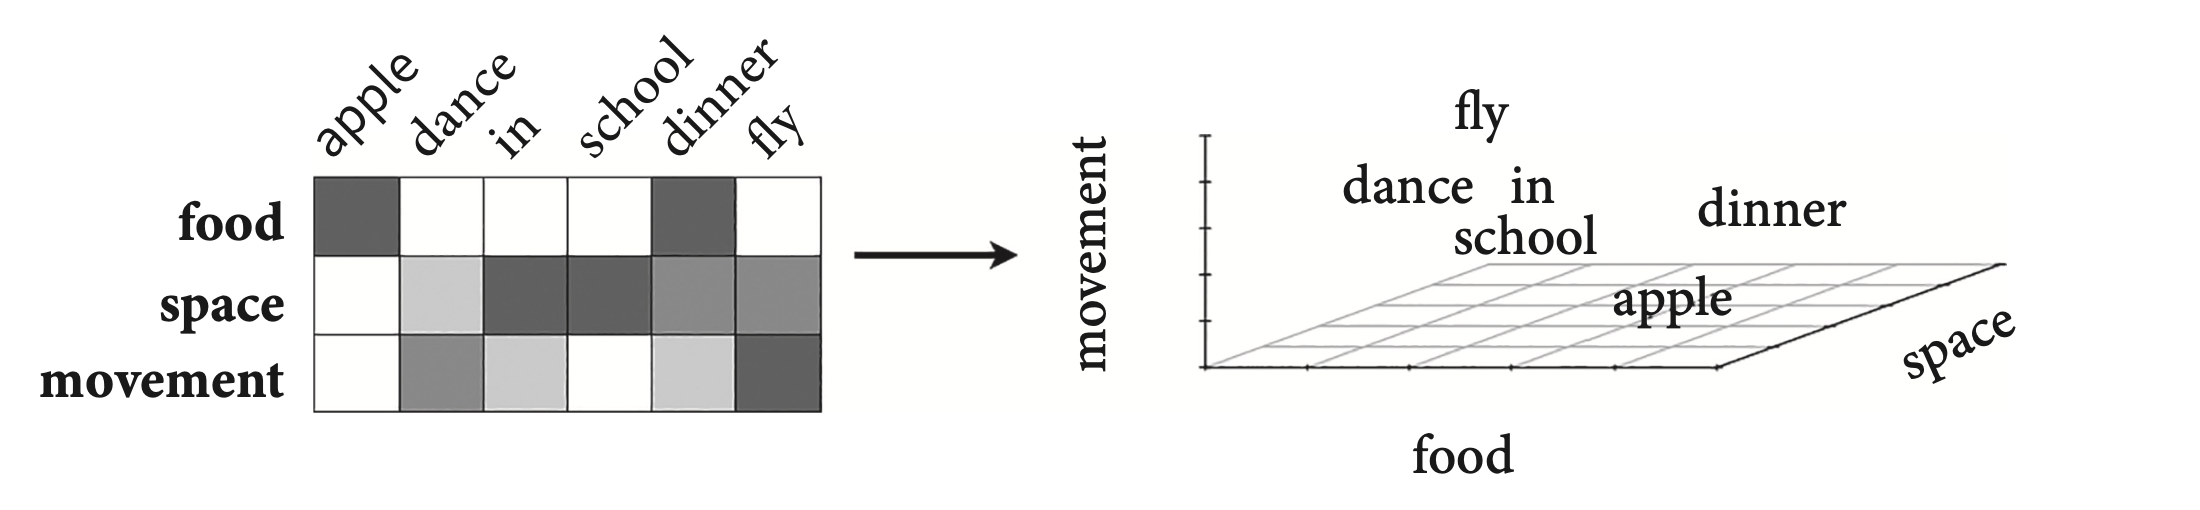 apple dance in school dinner fly
food
space
movement
movement
fly
dance in
dinner
school
apple
space
food